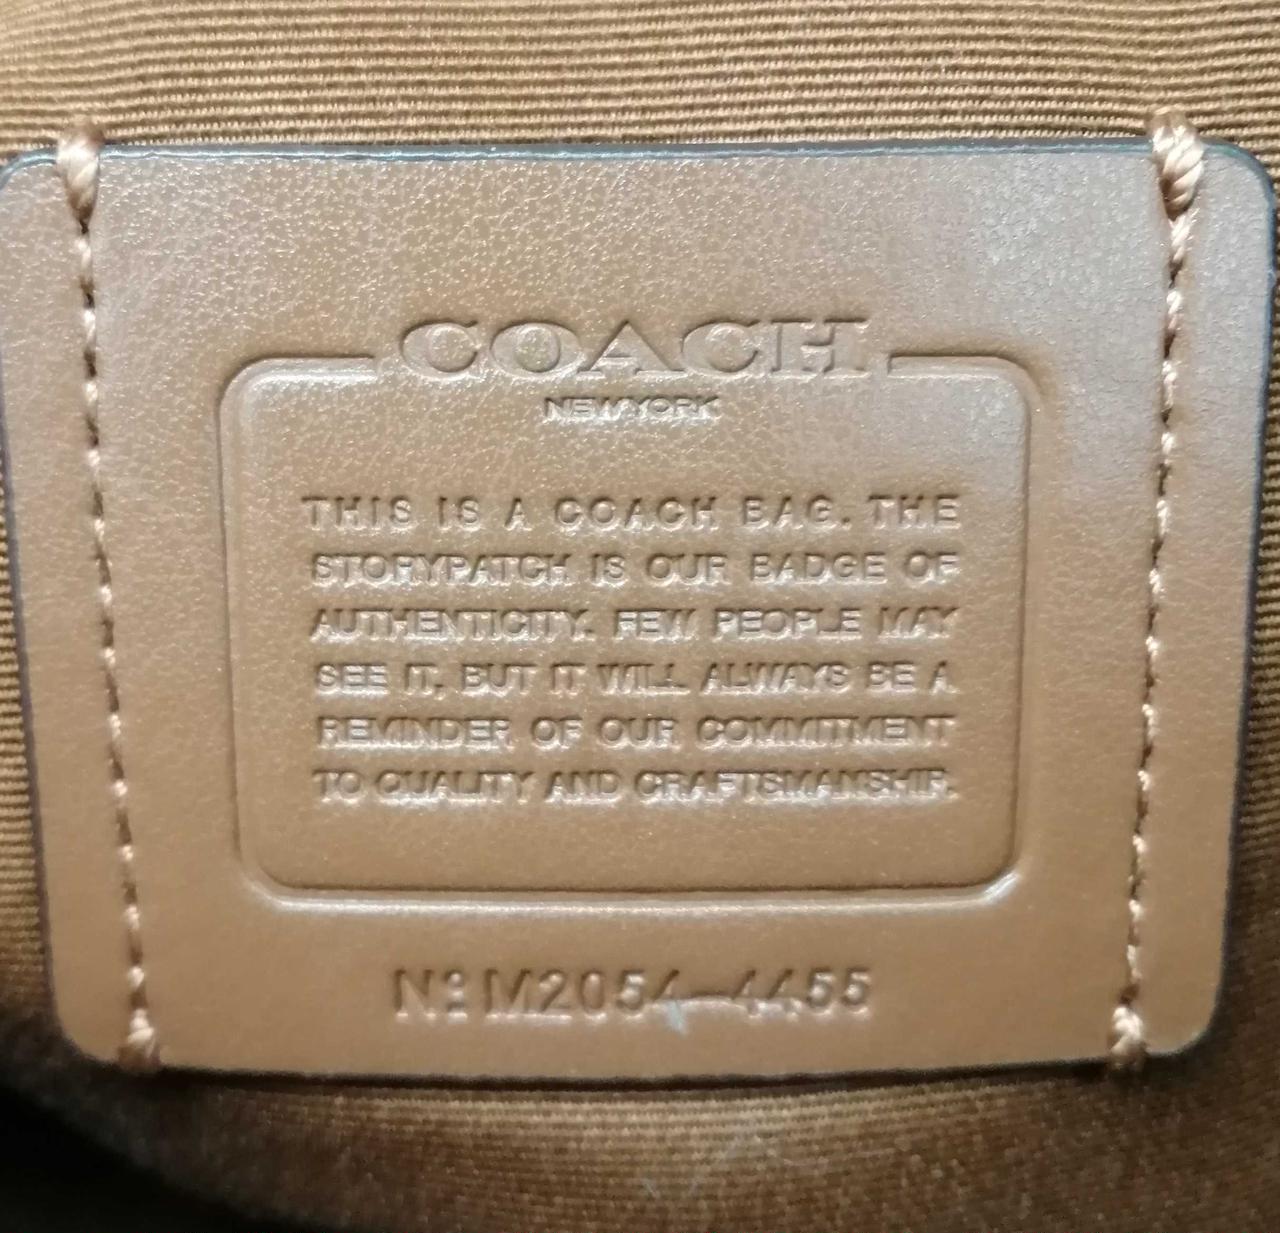 COACH
NEW YORK
THIS IS A COACH BAG. THE
STORYPATCH IS OUR BADGE OF
AUTHENTICITY. FEW PEOPLE MAY
SEE IT, BUT IT WILL ALWAYS BE A
REMINDER OF OUR COMMITMENT
TO QUALITY AND CRAFTSMANSHIP.
Nº M2054-4455